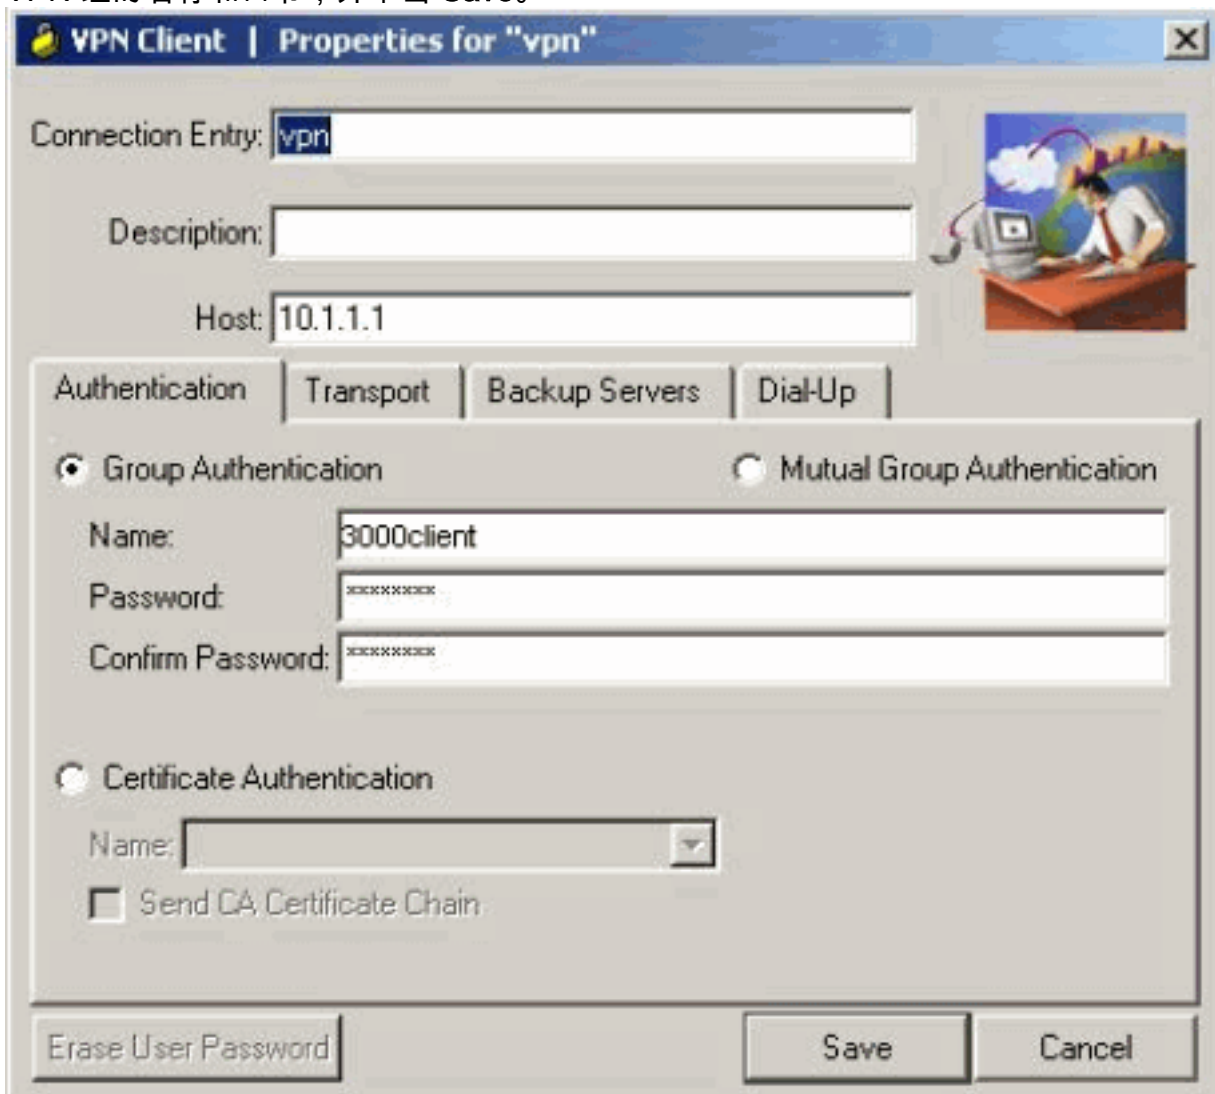 Save。
VPN Client | Properties for "vpn"
Connection Entry: vpn
Description:
Host: 10.1.1.1
Authentication Transport Backup Servers Dial-Up
Group Authentication Mutual Group Authentication
Name: 3000client
Password: ********
Confirm Password: ********
Certificate Authentication
Name:
Send CA Certificate Chain
Erase User Password Save Cancel